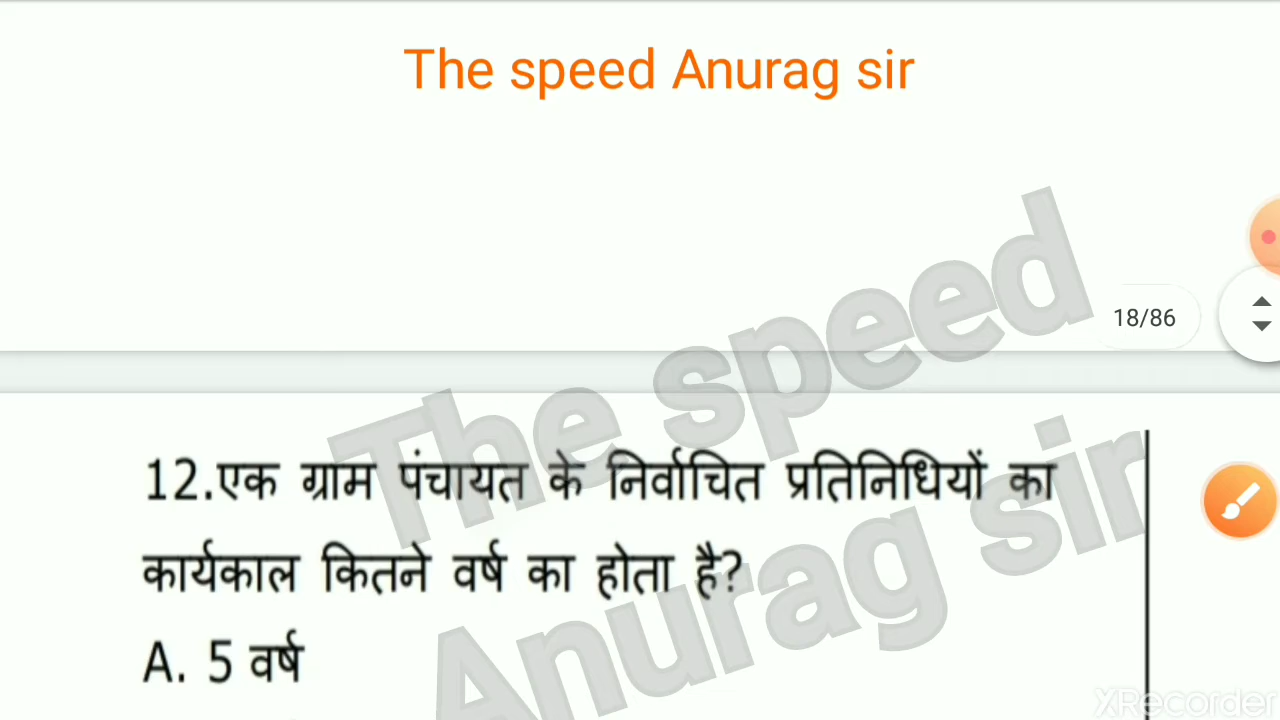 The speed Anurag sir
18/86
The speed
Anurag sir
12.एक ग्राम पंचायत के निर्वाचित प्रतिनिधियों का
कार्यकाल कितने वर्ष का होता है?
A. 5 वर्ष
XRecorder